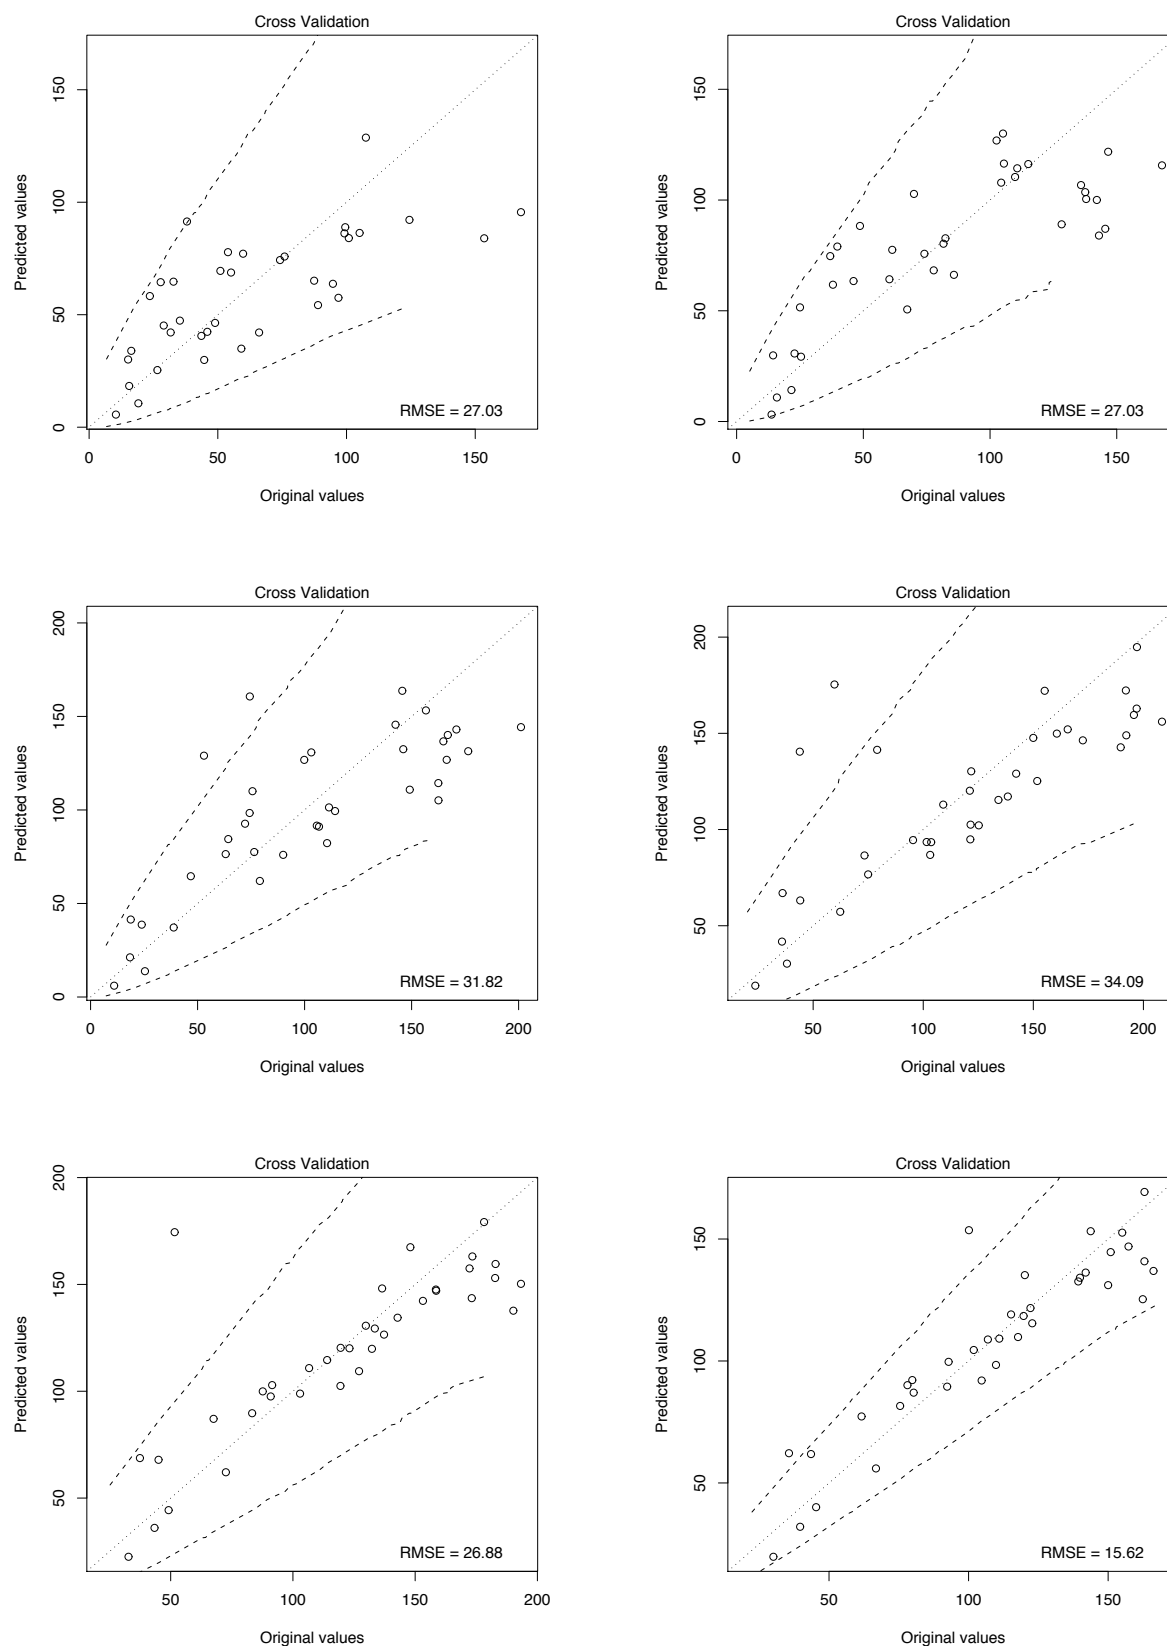 Cross Validation
Predicted values
0 50 100 150
RMSE = 27.03
0 50 100 150
Original values
Cross Validation
Predicted values
0 50 100 150
RMSE = 27.03
0 50 100 150
Original values
Cross Validation
Predicted values
0 50 100 150 200
RMSE = 31.82
0 50 100 150 200
Original values
Cross Validation
Predicted values
50 100 150 200
RMSE = 34.09
50 100 150 200
Original values
Cross Validation
Predicted values
50 100 150 200
RMSE = 26.88
50 100 150 200
Original values
Cross Validation
Predicted values
50 100 150
RMSE = 15.62
50 100 150
Original values